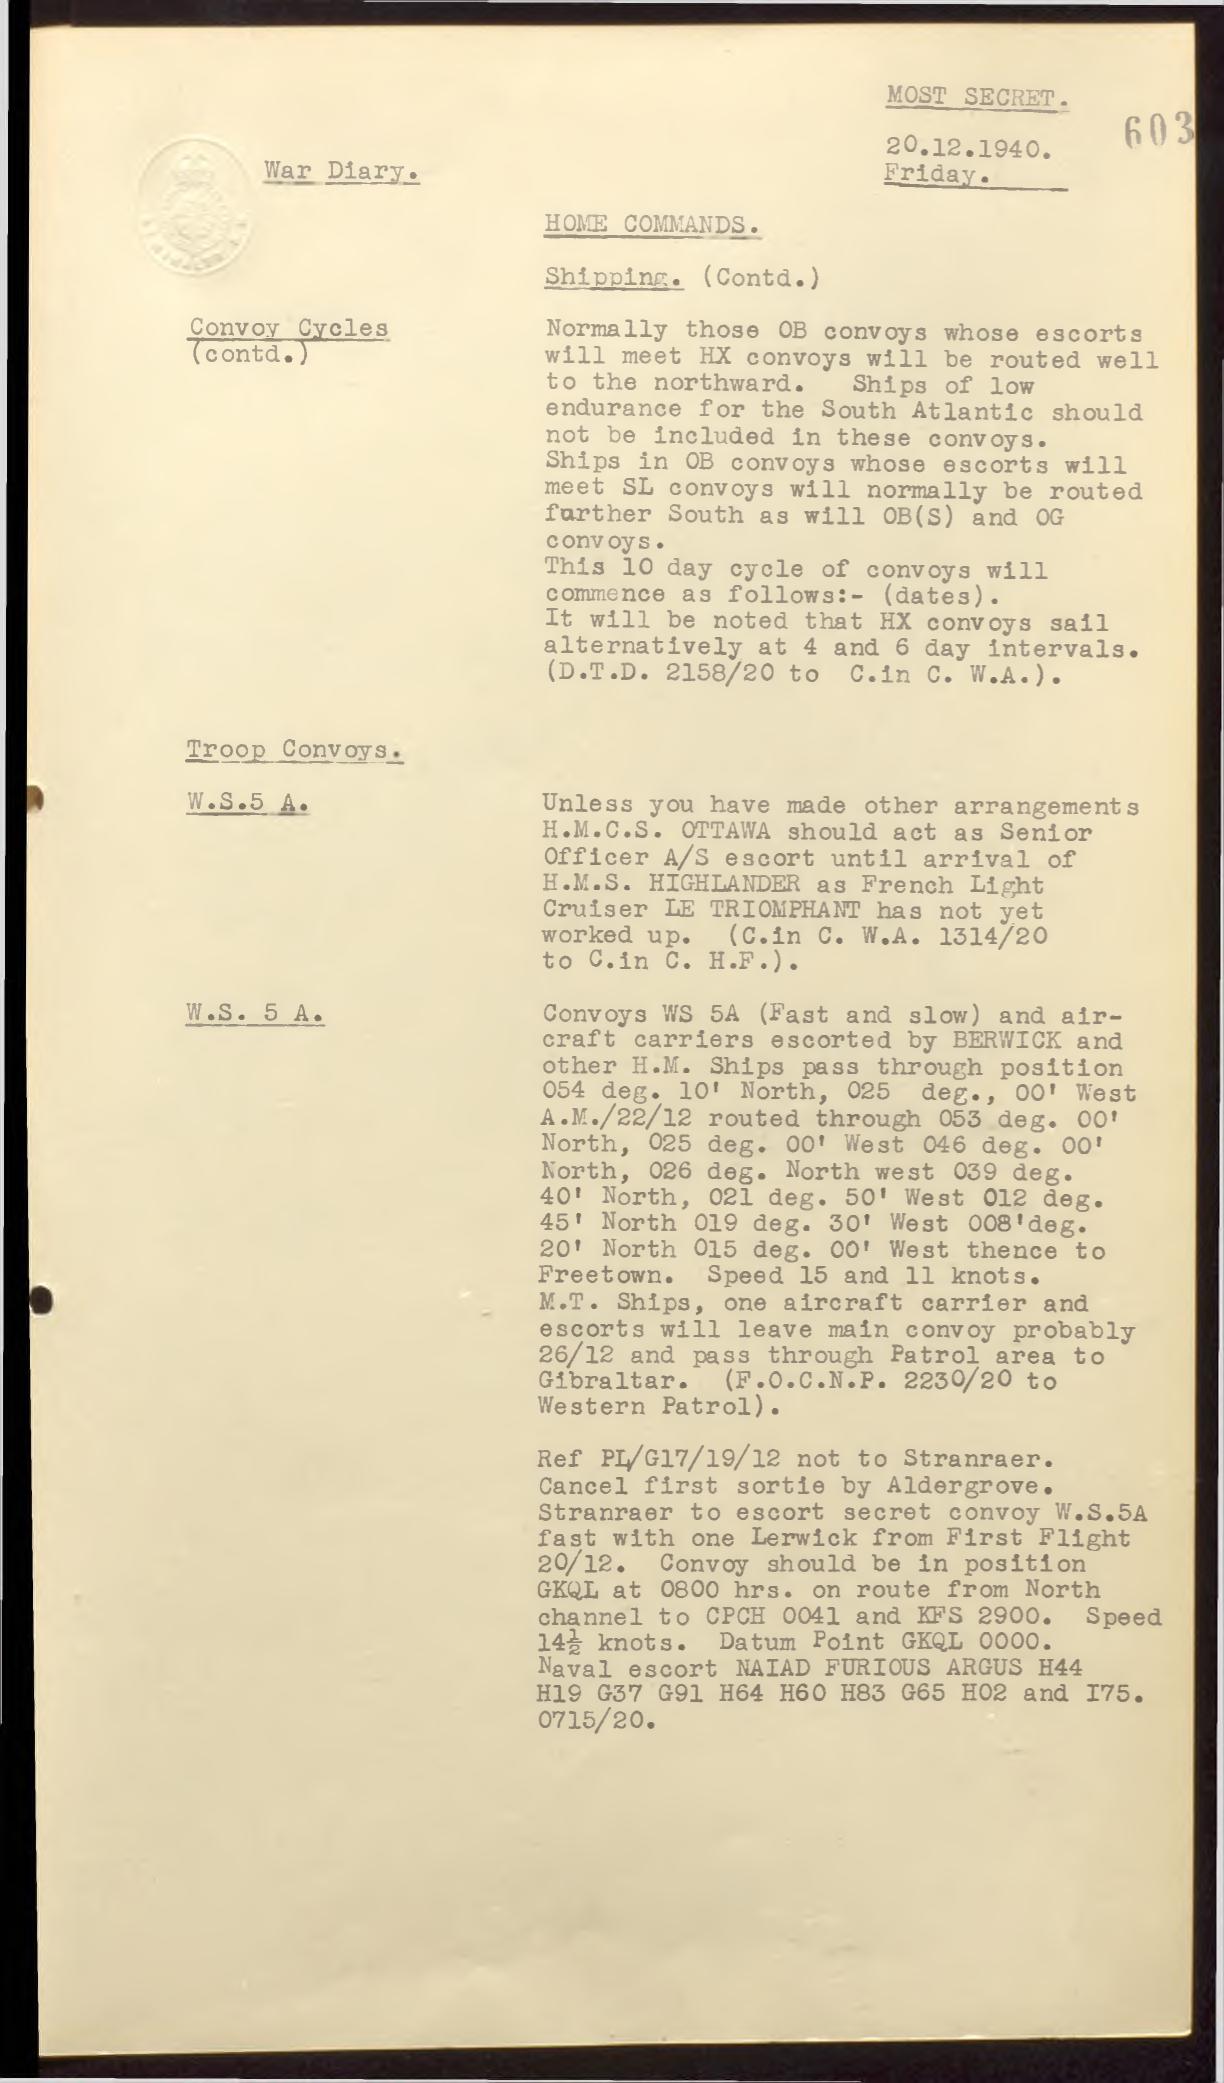 MOST SECRET.
603
20.12.1940.
Friday.
War Diary.
HOME COMMANDS.
Shipping. (Contd.)
Convoy Cycles
(contd.)
Normally those OB convoys whose escorts
will meet HX convoys will be routed well
to the northward. Ships of low
endurance for the South Atlantic should
not be included in these convoys.
Ships in OB convoys whose escorts will
meet SL convoys will normally be routed
further South as will OB(S) and OG
convoys.
This 10 day cycle of convoys will
commence as follows:- (dates).
It will be noted that HX convoys sail
alternatively at 4 and 6 day intervals.
(D.T.D. 2158/20 to C.in C. W.A.).
Troop Convoys.
W.S.5 A.
Unless you have made other arrangements
H.M.C.S. OTTAWA should act as Senior
Officer A/S escort until arrival of
H.M.S. HIGHLANDER as French Light
Cruiser LE TRIOMPHANT has not yet
worked up. (C.in C. W.A. 1314/20
to C.in C. H.F.).
W.S. 5 A.
Convoys WS 5A (Fast and slow) and air-
craft carriers escorted by BERWICK and
other H.M. Ships pass through position
054 deg. 10' North, 025 deg., 00' West
A.M./22/12 routed through 053 deg. 00'
North, 025 deg. 00' West 046 deg. 00'
North, 026 deg. North west 039 deg.
40' North, 021 deg. 50' West 012 deg.
45' North 019 deg. 30' West 008'deg.
20' North 015 deg. 00' West thence to
Freetown. Speed 15 and 11 knots.
M.T. Ships, one aircraft carrier and
escorts will leave main convoy probably
26/12 and pass through Patrol area to
Gibraltar. (F.O.C.N.P. 2230/20 to
Western Patrol).
Ref PL/G17/19/12 not to Stranraer.
Cancel first sortie by Aldergrove.
Stranraer to escort secret convoy W.S.5A
fast with one Lerwick from First Flight
20/12. Convoy should be in position
GKQL at 0800 hrs. on route from North
channel to CPCH 0041 and KFS 2900. Speed
14½ knots. Datum Point GKQL 0000.
Naval escort NAIAD FURIOUS ARGUS H44
H19 G37 G91 H64 H60 H83 G65 H02 and I75.
0715/20.